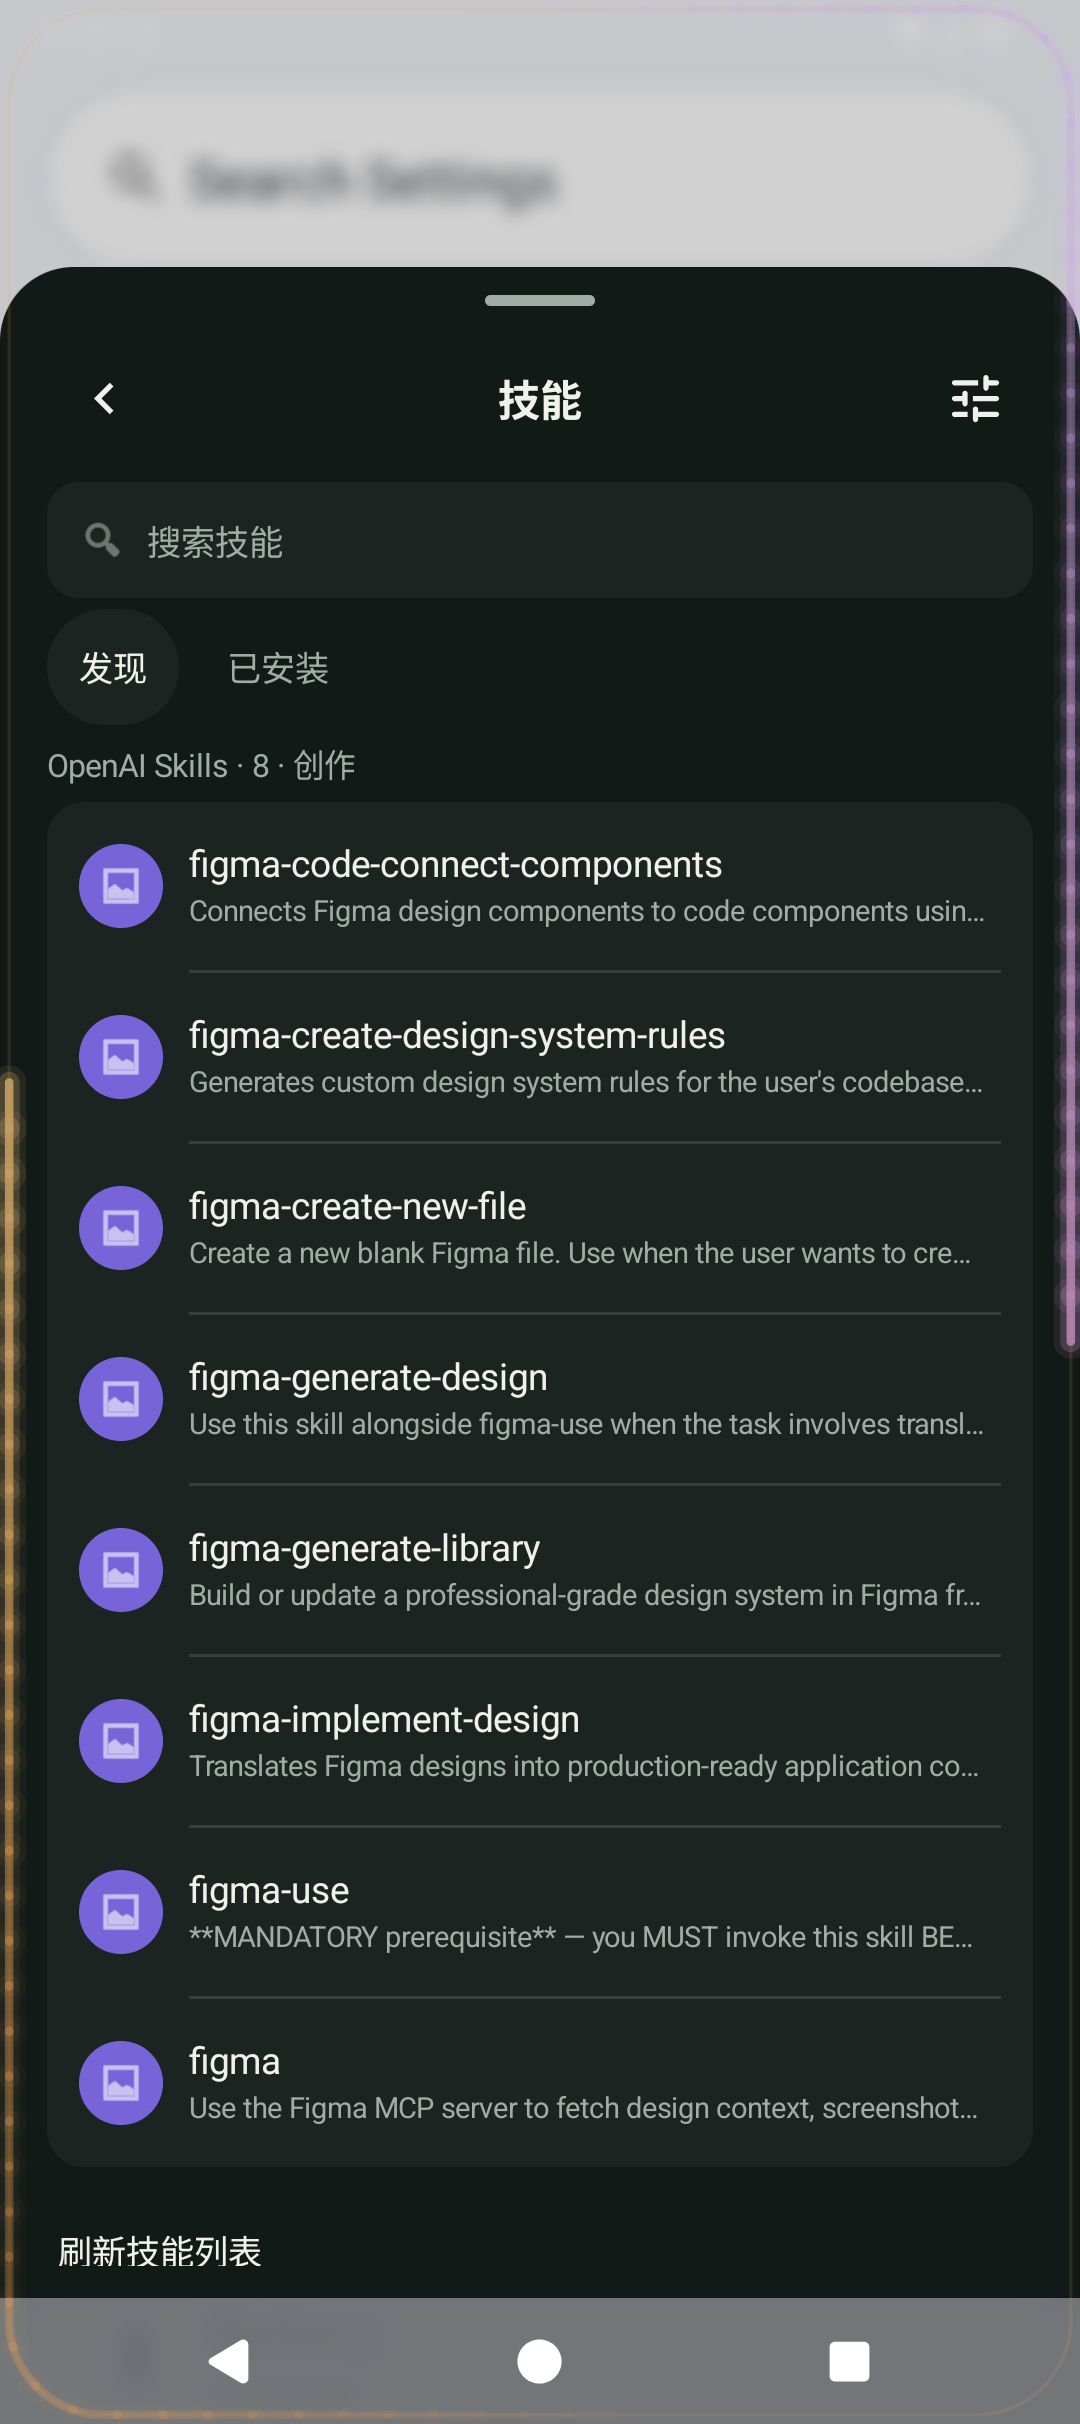 Search Settings
技能
搜索技能
发现
已安装
OpenAI Skills · 8 · 创作
figma-code-connect-components
Connects Figma design components to code components usin...
figma-create-design-system-rules
Generates custom design system rules for the user's codebase...
figma-create-new-file
Create a new blank Figma file. Use when the user wants to cre...
figma-generate-design
Use this skill alongside figma-use when the task involves transl...
figma-generate-library
Build or update a professional-grade design system in Figma fr...
figma-implement-design
Translates Figma designs into production-ready application co...
figma-use
**MANDATORY prerequisite** — you MUST invoke this skill BE...
figma
Use the Figma MCP server to fetch design context, screenshot...
刷新技能列表